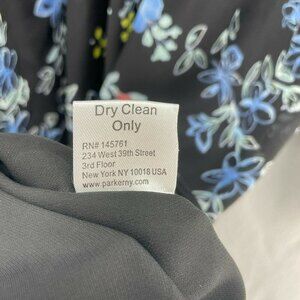 Dry Clean
Only
RN# 145761
234 West 39th Street
3rd Floor
New York NY 10018 USA
www.parkerny.com